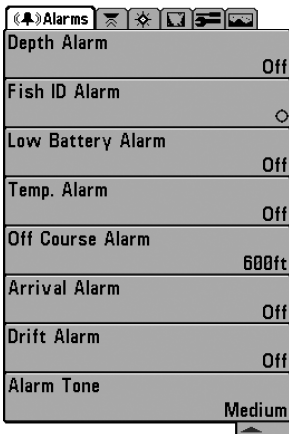 Alarms
Depth Alarm
Off
Fish ID Alarm
Low Battery Alarm
Off
Temp. Alarm
Off
Off Course Alarm
600ft
Arrival Alarm
Off
Drift Alarm
Off
Alarm Tone
Medium